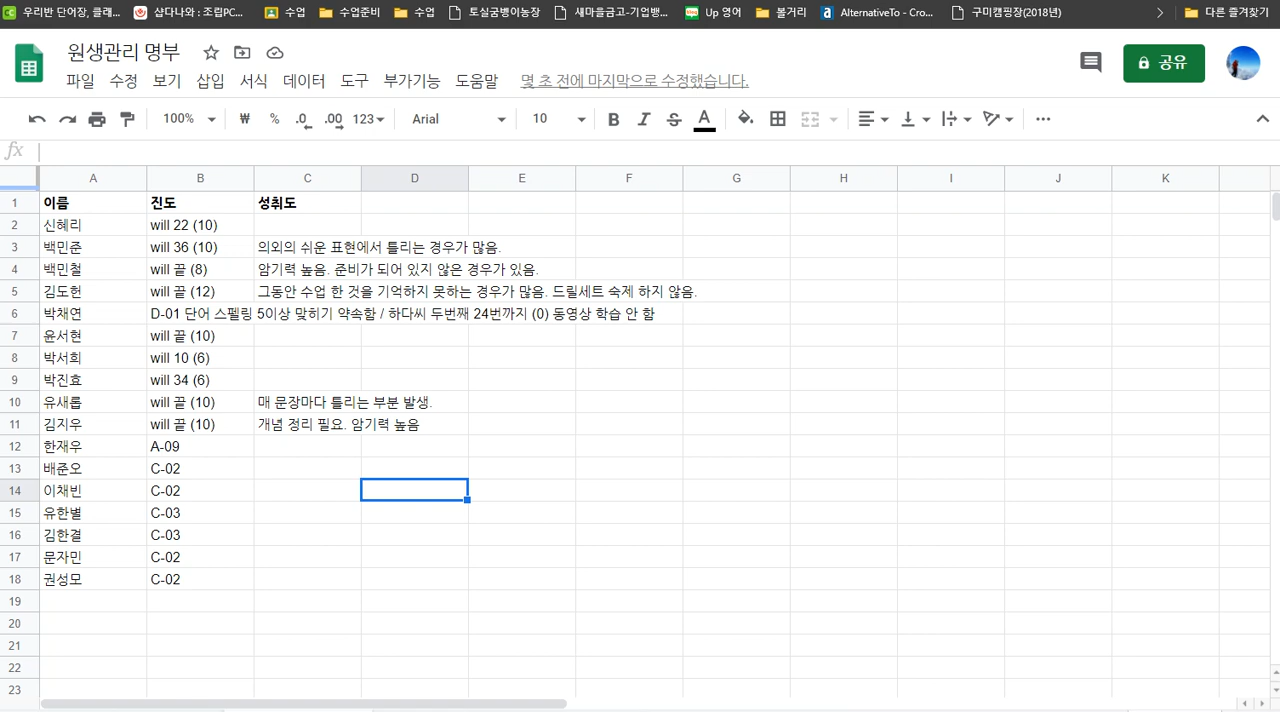 우리반 단어장, 클래... 샵다나와 : 조립PC... 수업 수업준비 수업 토실굼벵이농장 새마을금고-기업뱅... Up 영어 볼거리 AlternativeTo - Cro... 구미캠핑장(2018년) 다른 즐겨찾기
원생관리 명부
파일 수정 보기 삽입 서식 데이터 도구 부가기능 도움말 몇 초 전에 마지막으로 수정했습니다.
공유
100% ₩ % .0 .00 123 Arial 10 B I S A
fx
A B C D E F G H I J K
1 이름 진도 성취도
2 신혜리 will 22 (10)
3 백민준 will 36 (10) 의외의 쉬운 표현에서 틀리는 경우가 많음.
4 백민철 will 끝 (8) 암기력 높음. 준비가 되어 있지 않은 경우가 있음.
5 김도헌 will 끝 (12) 그동안 수업 한 것을 기억하지 못하는 경우가 많음. 드릴세트 숙제 하지 않음.
6 박채연 D-01 단어 스펠링 5이상 맞히기 약속함 / 하다씨 두번째 24번까지 (0) 동영상 학습 안 함
7 윤서현 will 끝 (10)
8 박서희 will 10 (6)
9 박진효 will 34 (6)
10 유새롭 will 끝 (10) 매 문장마다 틀리는 부분 발생.
11 김지우 will 끝 (10) 개념 정리 필요. 암기력 높음
12 한재우 A-09
13 배준오 C-02
14 이채빈 C-02
15 유한별 C-03
16 김한결 C-03
17 문자민 C-02
18 권성모 C-02
19
20
21
22
23